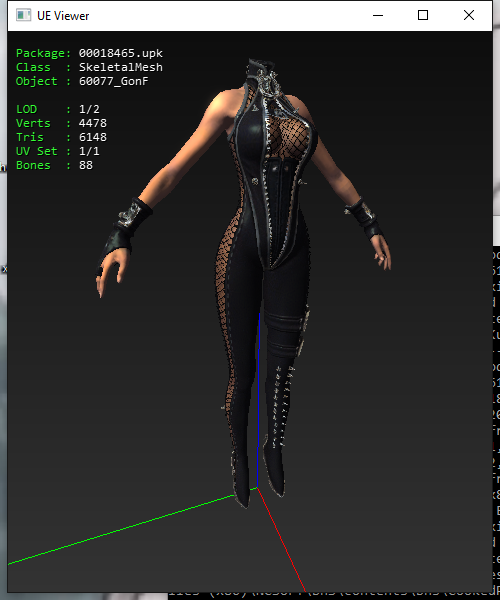 UE Viewer
Package: 00018465.upk
Class : SkeletalMesh
Object : 60077_GonF
LOD : 1/2
Verts : 4478
Tris : 6148
UV Set : 1/1
Bones : 88